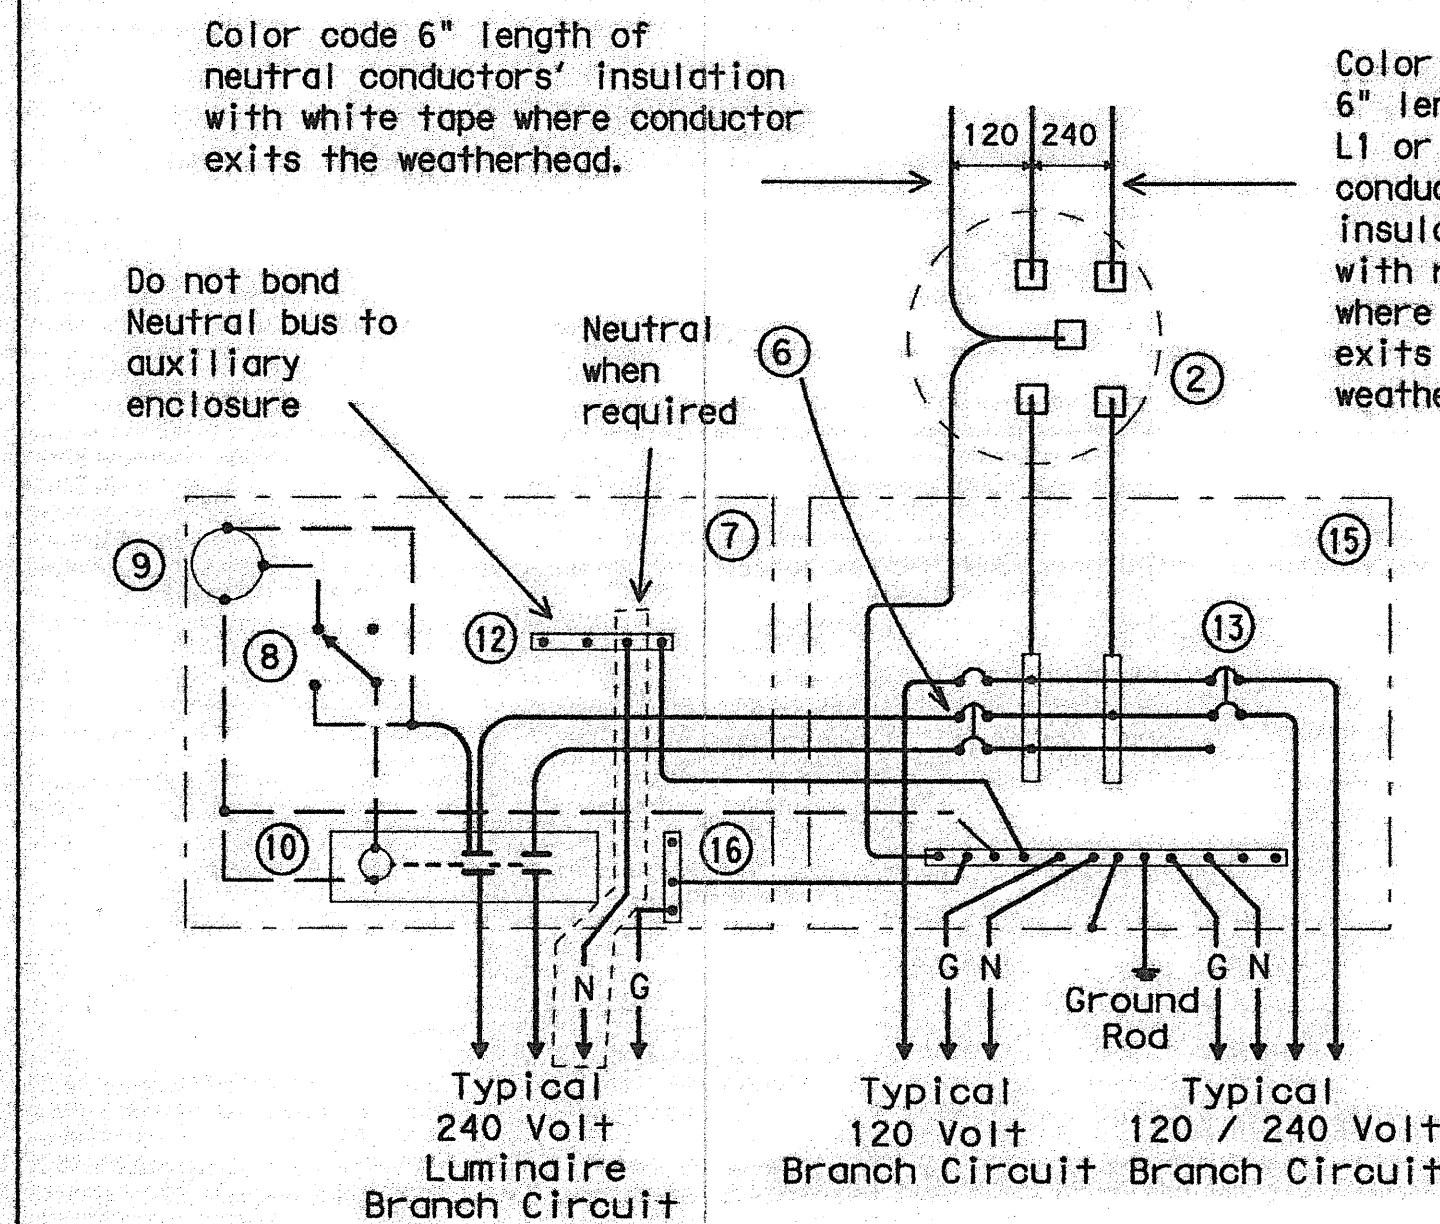 Color code 6" length of
neutral conductors' insulation
with white tape where conductor
exits the weatherhead.
Color
6" ler
L1 or
conduc
insula
with r
where
exits
weathe
120 240
Do not bond
Neutral bus to
auxiliary
enclosure
Neutral
when
required
6
2
7
15
9
12
13
8
10
16
N G
G N
Ground
Rod
G N
Typical
240 Volt
Luminaire
Branch Circuit
Typical
120 Volt
Branch Circuit
Typical
120 / 240 Volt
Branch Circuit